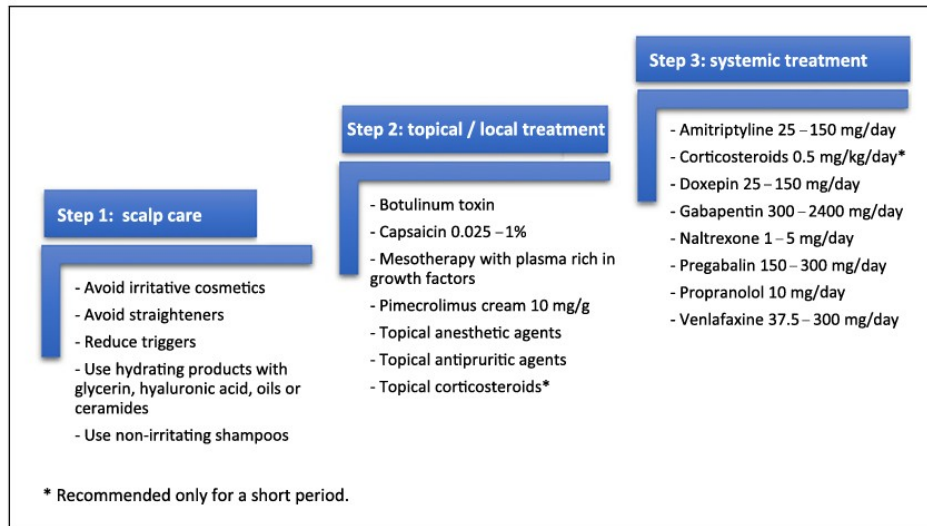 Step 1: scalp care
- Avoid irritative cosmetics
- Avoid straighteners
- Reduce triggers
- Use hydrating products with
glycerin, hyaluronic acid, oils or
ceramides
- Use non-irritating shampoos
Step 2: topical / local treatment
- Botulinum toxin
- Capsaicin 0.025 – 1%
- Mesotherapy with plasma rich in
growth factors
- Pimecrolimus cream 10 mg/g
- Topical anesthetic agents
- Topical antipruritic agents
- Topical corticosteroids*
Step 3: systemic treatment
- Amitriptyline 25 – 150 mg/day
- Corticosteroids 0.5 mg/kg/day*
- Doxepin 25 – 150 mg/day
- Gabapentin 300 – 2400 mg/day
- Naltrexone 1 – 5 mg/day
- Pregabalin 150 – 300 mg/day
- Propranolol 10 mg/day
- Venlafaxine 37.5 – 300 mg/day
* Recommended only for a short period.